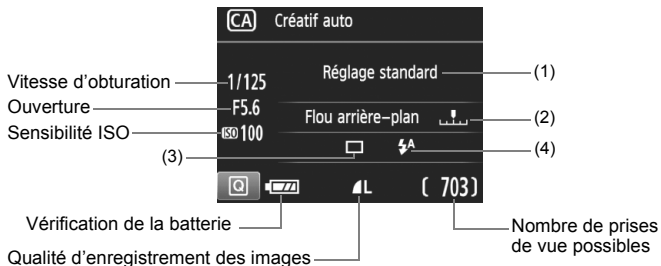 CA Créatif auto
Réglage standard (1)
Vitesse d'obturation 1/125
Ouverture F5.6
Flou arrière-plan (2)
Sensibilité ISO ISO 100
(3) A (4)
Q L ( 703 )
Vérification de la batterie
Nombre de prises
de vue possibles
Qualité d'enregistrement des images